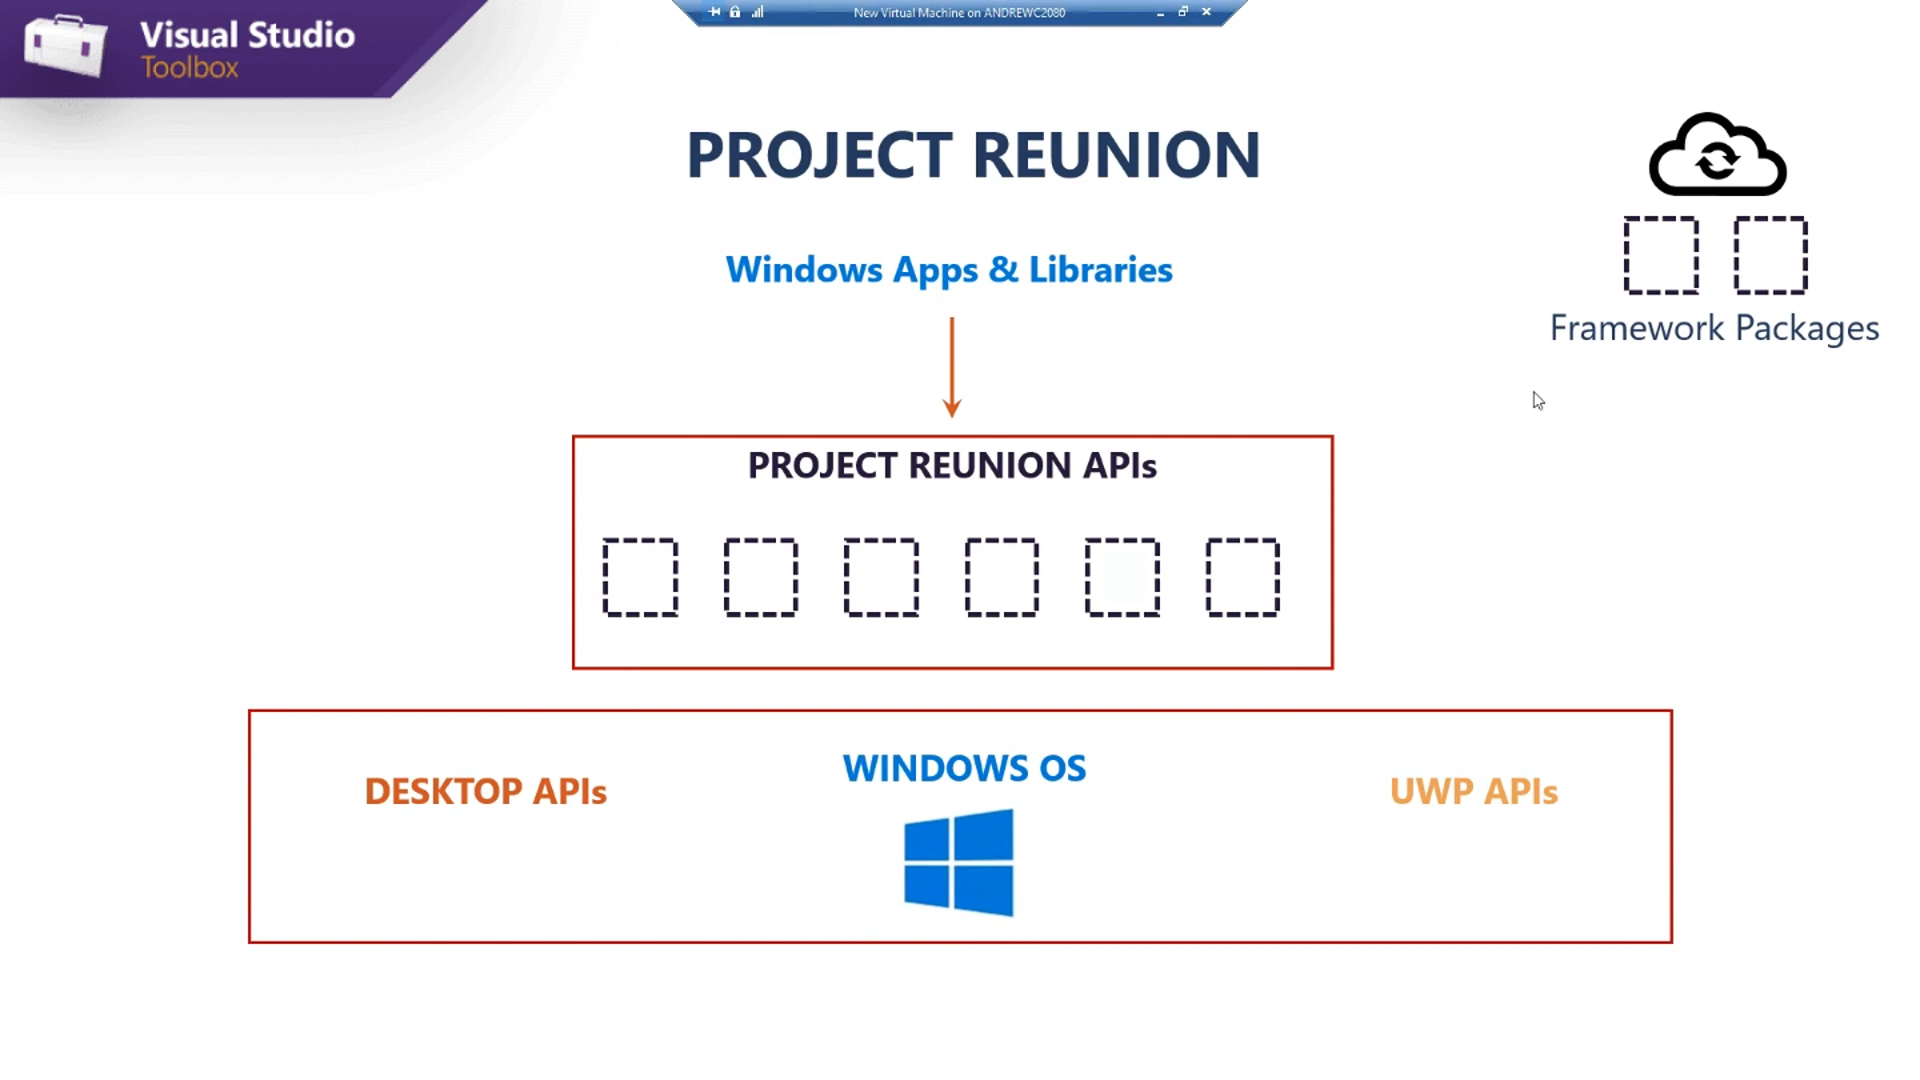 Visual Studio
Toolbox
New Virtual Machine on ANDREWC2080
PROJECT REUNION
Windows Apps & Libraries
Framework Packages
PROJECT REUNION APIs
WINDOWS OS
DESKTOP APIs
UWP APIs